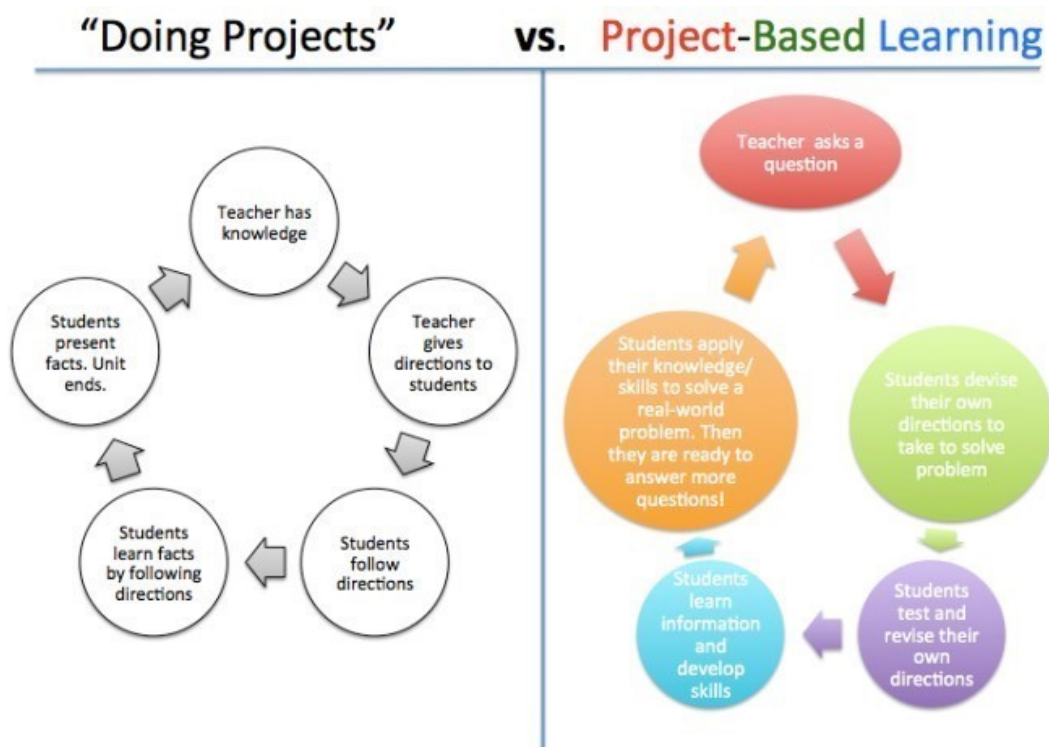 “Doing Projects” vs. Project-Based Learning
Teacher has
knowledge
Teacher
gives
directions to
students
Students
follow
directions
Students
learn facts
by following
directions
Students
present
facts. Unit
ends.
Teacher asks a
question
Students devise
their own
directions to
take to solve
problem
Students
test and
revise their
own
directions
Students
learn
information
and
develop
skills
Students apply
their knowledge/
skills to solve a
real-world
problem. Then
they are ready to
answer more
questions!